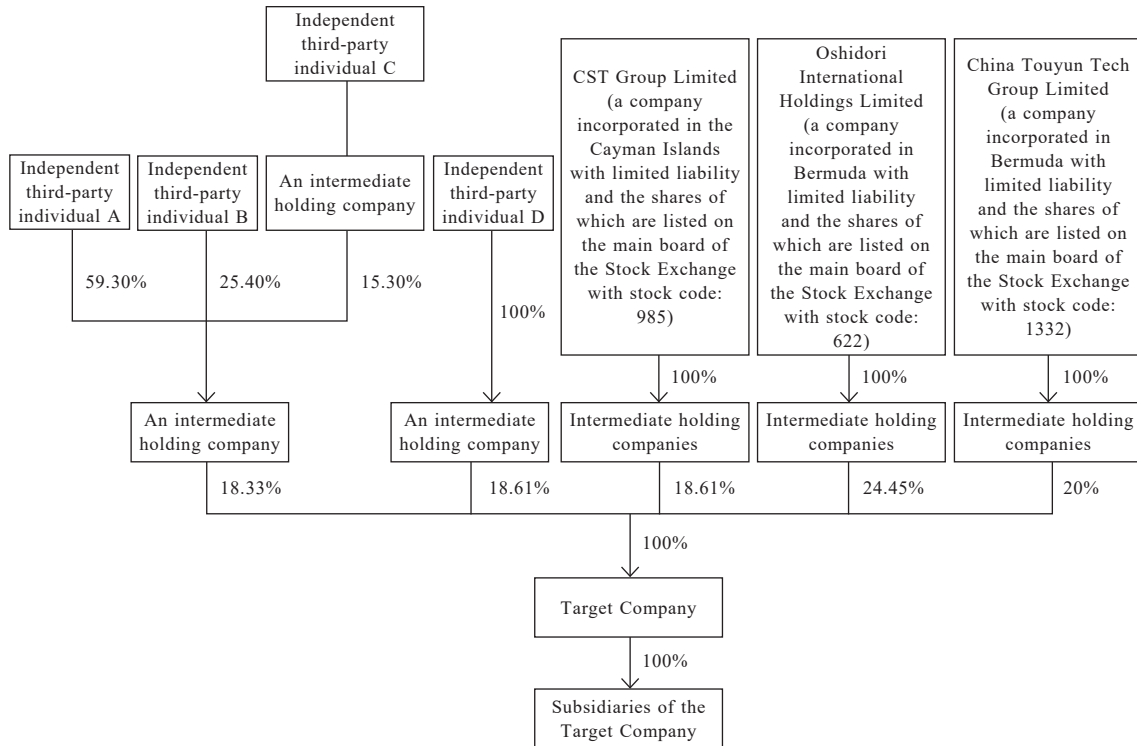 Independent
third-party
individual C
CST Group Limited
(a company
incorporated in the
Cayman Islands
with limited liability
and the shares of
which are listed on
the main board of
the Stock Exchange
with stock code:
985)
Oshidori
International
Holdings Limited
(a company
incorporated in
Bermuda with
limited liability
and the shares of
which are listed on
the main board of
the Stock Exchange
with stock code:
622)
China Touyun Tech
Group Limited
(a company
incorporated in
Bermuda with
limited liability
and the shares of
which are listed on
the main board of
the Stock Exchange
with stock code:
1332)
Independent
third-party
individual A
Independent
third-party
individual B
An intermediate
holding company
Independent
third-party
individual D
59.30%
25.40%
15.30%
100%
100%
100%
100%
An intermediate
holding company
An intermediate
holding company
Intermediate holding
companies
Intermediate holding
companies
Intermediate holding
companies
18.33%
18.61%
18.61%
24.45%
20%
100%
Target Company
100%
Subsidiaries of the
Target Company